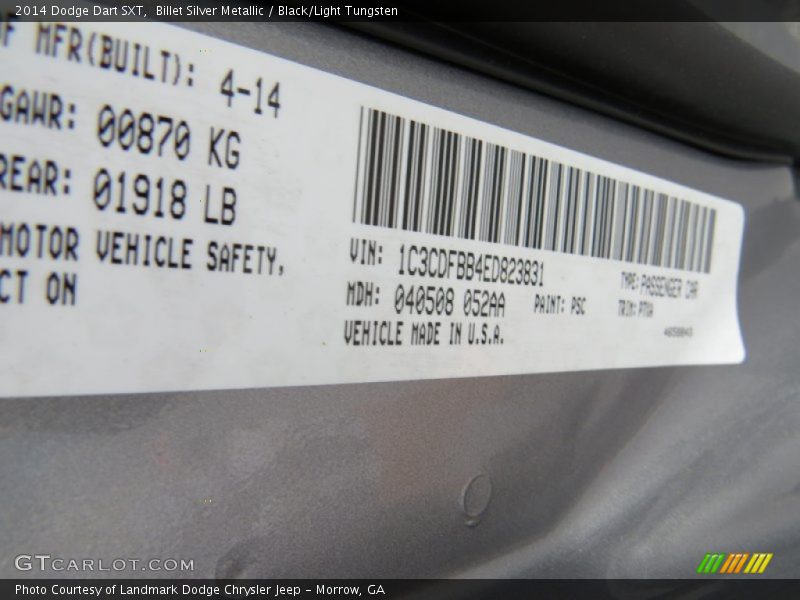 2014 Dodge Dart SXT, Billet Silver Metallic / Black/Light Tungsten
MFR(BUILT): 4-14
GAWR: 00870 KG
REAR: 01918 LB
MOTOR VEHICLE SAFETY,
CT ON
VIN: 1C3CDFBB4ED823831
TYPE: PASSENGER CAR
MDH: 040508 052AA PAINT: PSC
TRIM:
VEHICLE MADE IN U.S.A.
GTCARLOT.COM
Photo Courtesy of Landmark Dodge Chrysler Jeep - Morrow, GA